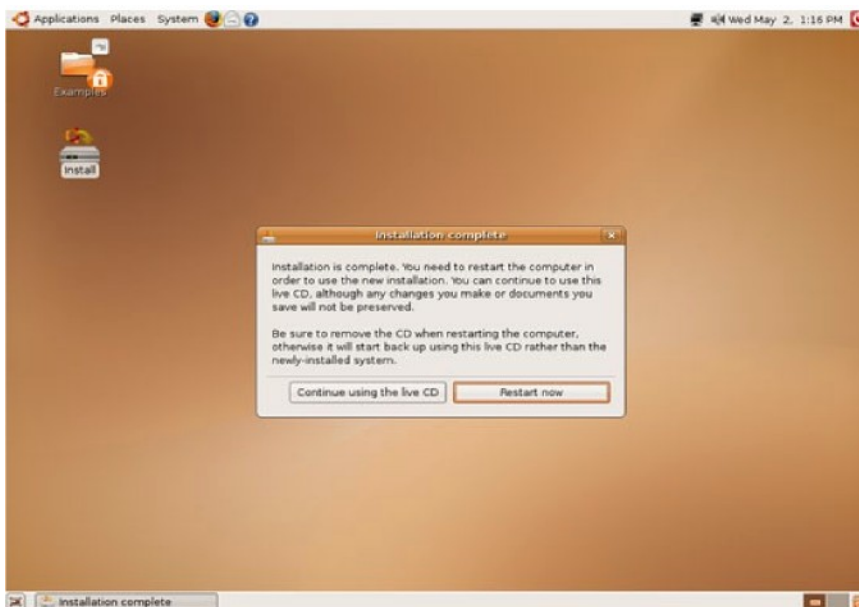 Applications Places System
Wed May 2, 1:16 PM
Examples
Install
Installation complete
Installation is complete. You need to restart the computer in
order to use the new installation. You can continue to use this
live CD, although any changes you make or documents you
save will not be preserved.
Be sure to remove the CD when restarting the computer,
otherwise it will start back up using this live CD rather than the
newly-installed system.
Continue using the live CD
Restart now
Installation complete